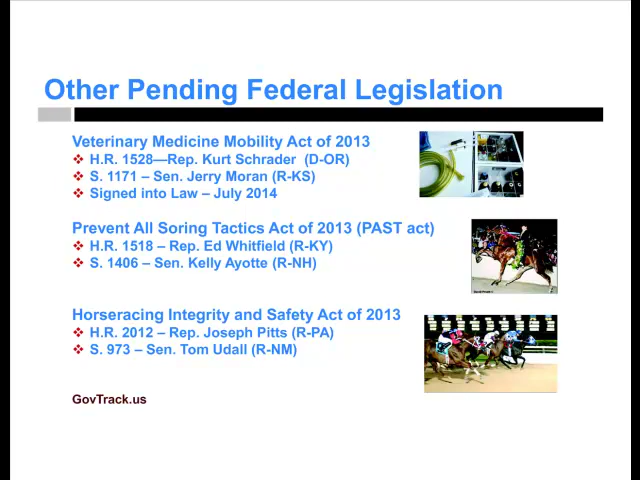 Other Pending Federal Legislation
Veterinary Medicine Mobility Act of 2013
❖ H.R. 1528—Rep. Kurt Schrader (D-OR)
❖ S. 1171 – Sen. Jerry Moran (R-KS)
❖ Signed into Law – July 2014
Prevent All Soring Tactics Act of 2013 (PAST act)
❖ H.R. 1518 – Rep. Ed Whitfield (R-KY)
❖ S. 1406 – Sen. Kelly Ayotte (R-NH)
Horseracing Integrity and Safety Act of 2013
❖ H.R. 2012 – Rep. Joseph Pitts (R-PA)
❖ S. 973 – Sen. Tom Udall (R-NM)
GovTrack.us